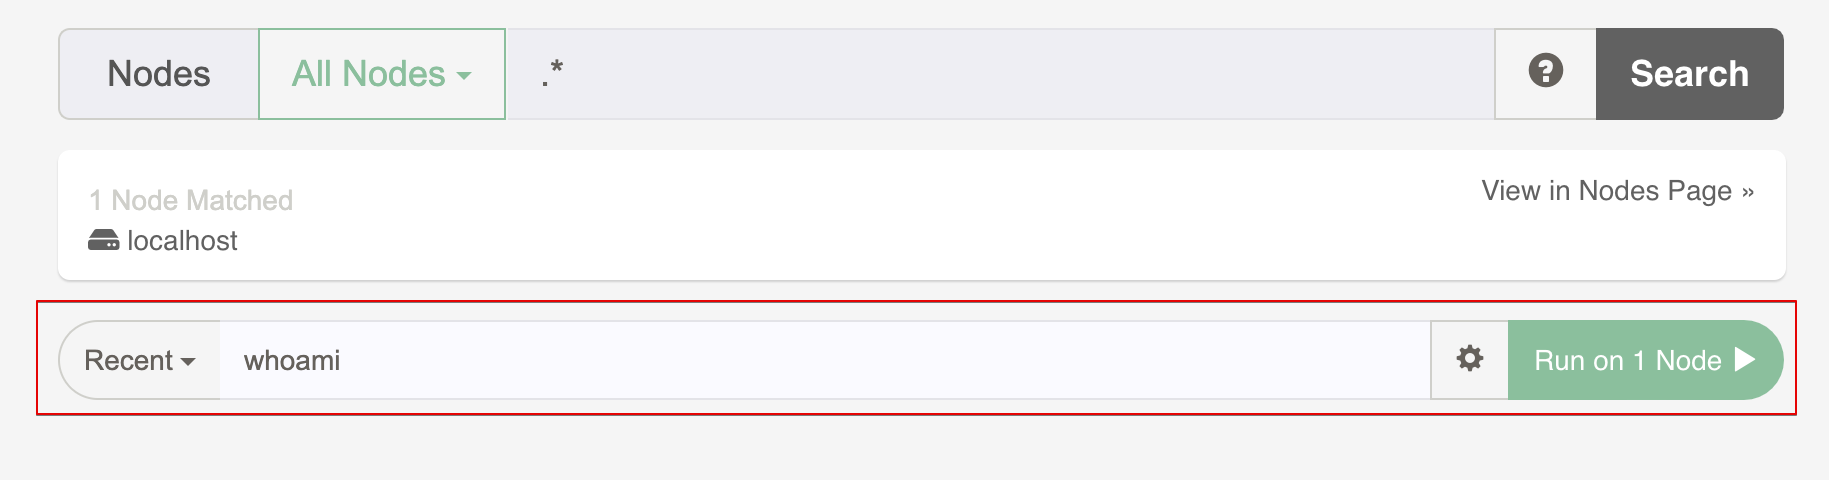 Nodes All Nodes .* ? Search
1 Node Matched View in Nodes Page »
localhost
Recent whoami Run on 1 Node